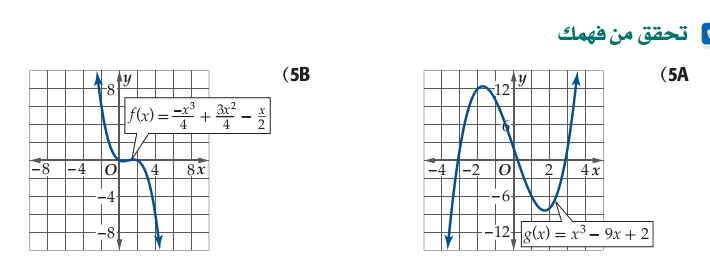 تحقق من فهمك
(5A
y
12
6
-4 -2 O 2 4 x
-6
-12
g(x) = x³ − 9x + 2
(5B
y
8
f(x) = -x³/4 + 3x²/4 − x/2
-8 -4 O 4 8 x
-4
-8